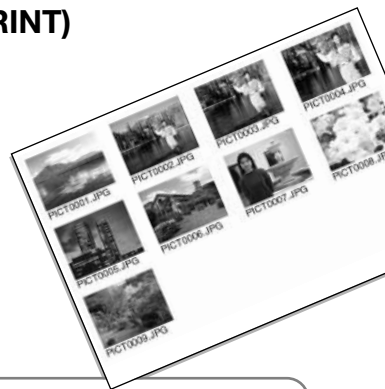 RINT)
PICT0001.JPG
PICT0002.JPG
PICT0003.JPG
PICT0004.JPG
PICT0005.JPG
PICT0006.JPG
PICT0007.JPG
PICT0008.JPG
PICT0009.JPG